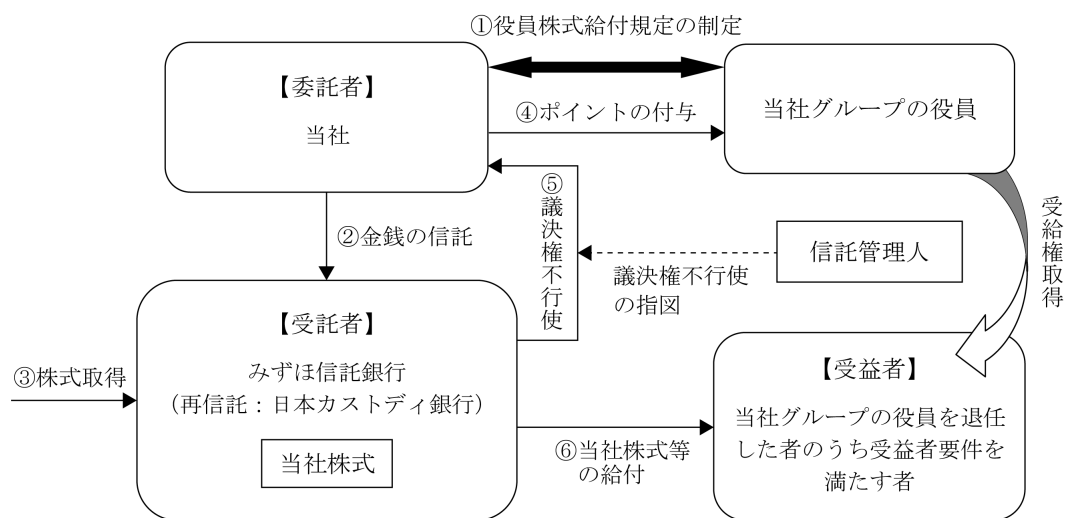 ①役員株式給付規定の制定
【委託者】
当社
④ポイントの付与
当社グループの役員
②金銭の信託
⑤議決権不行使
議決権不行使
の指図
信託管理人
受給権取得
③株式取得
【受託者】
みずほ信託銀行
（再信託：日本カストディ銀行）
当社株式
⑥当社株式等
の給付
【受益者】
当社グループの役員を退任
した者のうち受益者要件を
満たす者